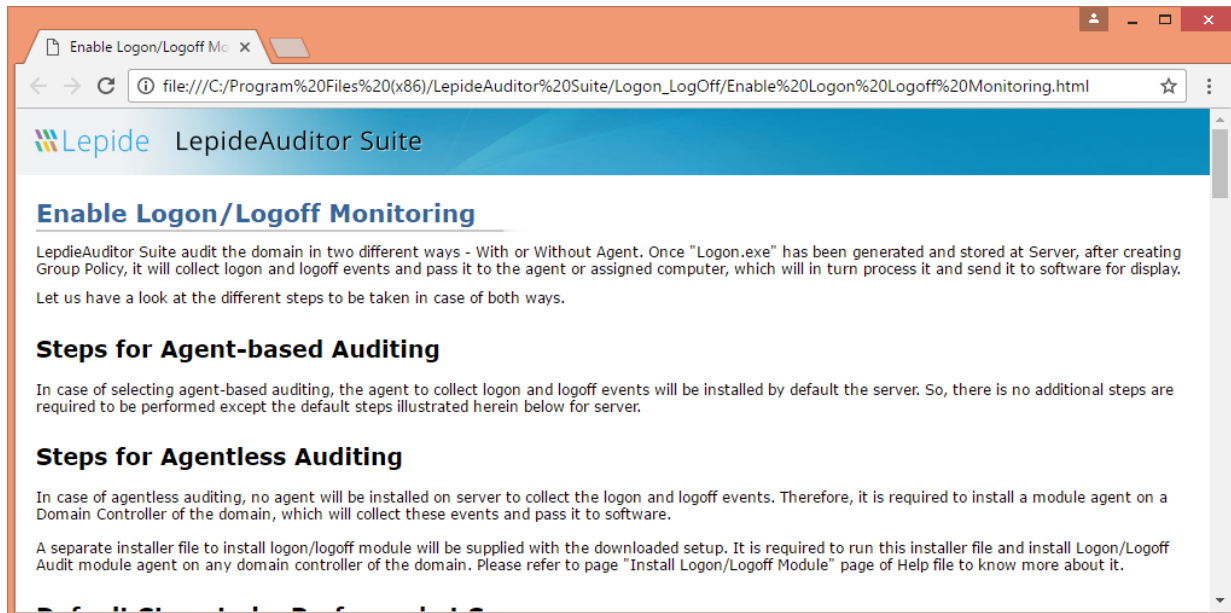 Enable Logon/Logoff Mo
file:///C:/Program%20Files%20(x86)/LepideAuditor%20Suite/Logon_LogOff/Enable%20Logon%20Logoff%20Monitoring.html
Lepide LepideAuditor Suite
Enable Logon/Logoff Monitoring
LepdieAuditor Suite audit the domain in two different ways - With or Without Agent. Once "Logon.exe" has been generated and stored at Server, after creating
Group Policy, it will collect logon and logoff events and pass it to the agent or assigned computer, which will in turn process it and send it to software for display.
Let us have a look at the different steps to be taken in case of both ways.
Steps for Agent-based Auditing
In case of selecting agent-based auditing, the agent to collect logon and logoff events will be installed by default the server. So, there is no additional steps are
required to be performed except the default steps illustrated herein below for server.
Steps for Agentless Auditing
In case of agentless auditing, no agent will be installed on server to collect the logon and logoff events. Therefore, it is required to install a module agent on a
Domain Controller of the domain, which will collect these events and pass it to software.
A separate installer file to install logon/logoff module will be supplied with the downloaded setup. It is required to run this installer file and install Logon/Logoff
Audit module agent on any domain controller of the domain. Please refer to page "Install Logon/Logoff Module" page of Help file to know more about it.